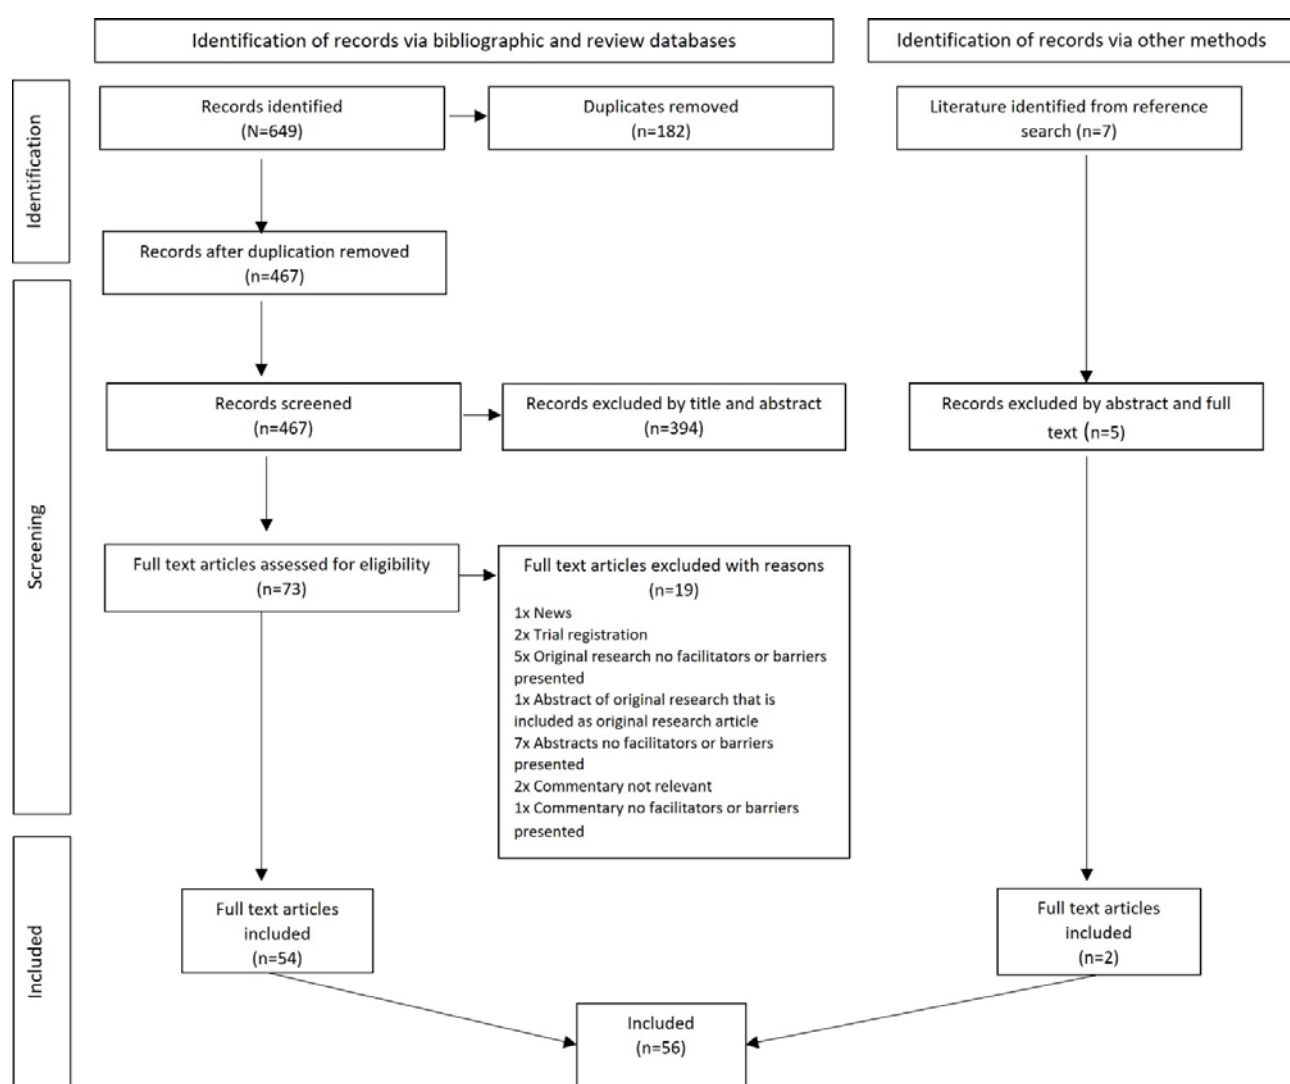 Identification of records via bibliographic and review databases
Identification of records via other methods
Identification
Records identified
(N=649)
Duplicates removed
(n=182)
Literature identified from reference
search (n=7)
Records after duplication removed
(n=467)
Screening
Records screened
(n=467)
Records excluded by title and abstract
(n=394)
Records excluded by abstract and full
text (n=5)
Full text articles assessed for eligibility
(n=73)
Full text articles excluded with reasons
(n=19)
1x News
2x Trial registration
5x Original research no facilitators or barriers
presented
1x Abstract of original research that is
included as original research article
7x Abstracts no facilitators or barriers
presented
2x Commentary not relevant
1x Commentary no facilitators or barriers
presented
Included
Full text articles
included
(n=54)
Full text articles
included
(n=2)
Included
(n=56)